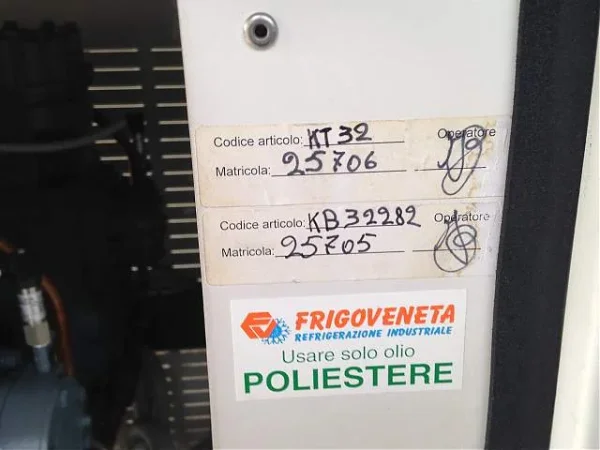 Codice articolo: KT32 Operatore
Matricola: 25706
Codice articolo: KB32282 Operatore
Matricola: 25705
FV FRIGOVENETA
REFRIGERAZIONE INDUSTRIALE
Usare solo olio
POLIESTERE